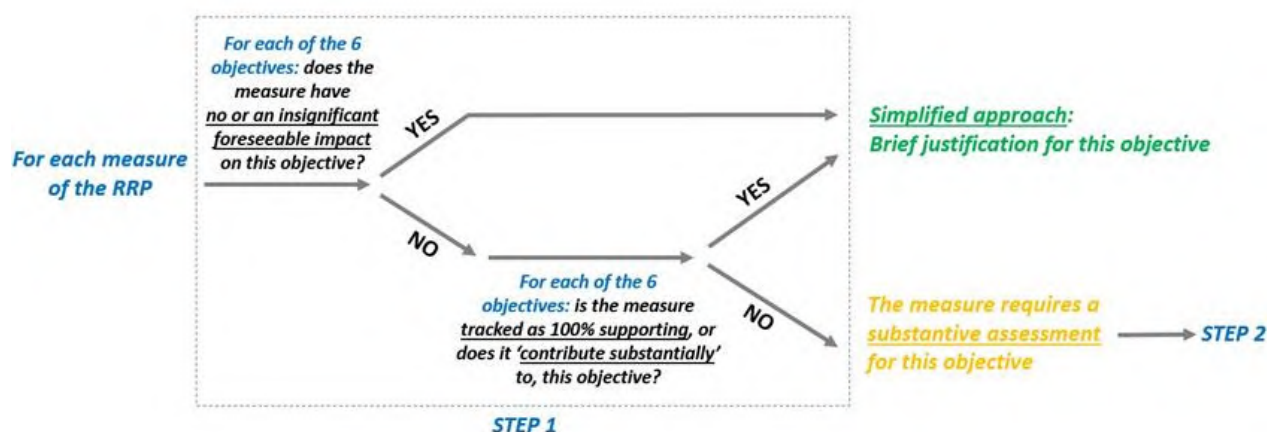 For each measure
of the RRP
For each of the 6
objectives: does the
measure have
no or an insignificant
foreseeable impact
on this objective?
YES
NO
For each of the 6
objectives: is the measure
tracked as 100% supporting, or
does it ‘contribute substantially’
to, this objective?
YES
NO
Simplified approach:
Brief justification for this objective
The measure requires a
substantive assessment
for this objective
STEP 2
STEP 1